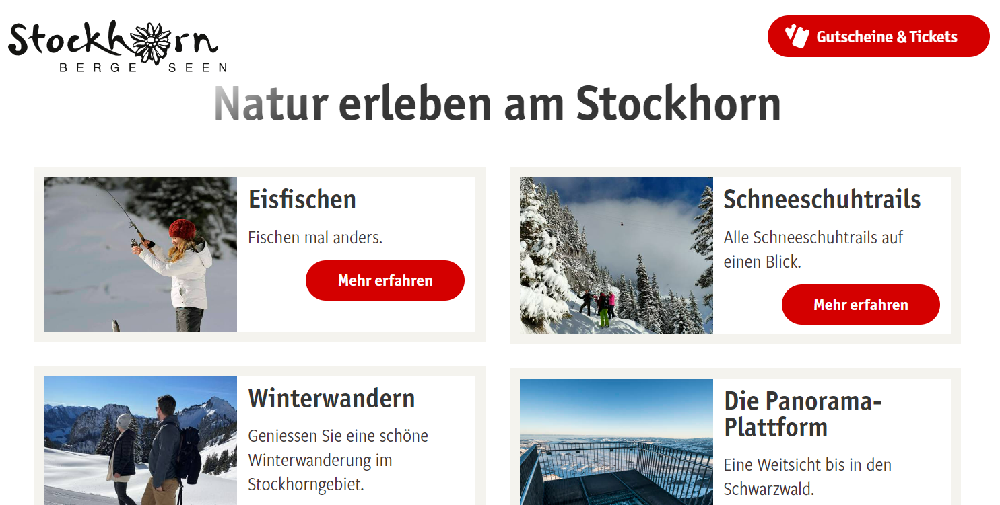 Stockhorn
BERGE SEEN
Gutscheine & Tickets
Natur erleben am Stockhorn
Eisfischen
Fischen mal anders.
Mehr erfahren
Schneeschuhtrails
Alle Schneeschuhtrails auf
einen Blick.
Mehr erfahren
Winterwandern
Geniessen Sie eine schöne
Winterwanderung im
Stockhorngebiet.
Die Panorama-
Plattform
Eine Weitsicht bis in den
Schwarzwald.